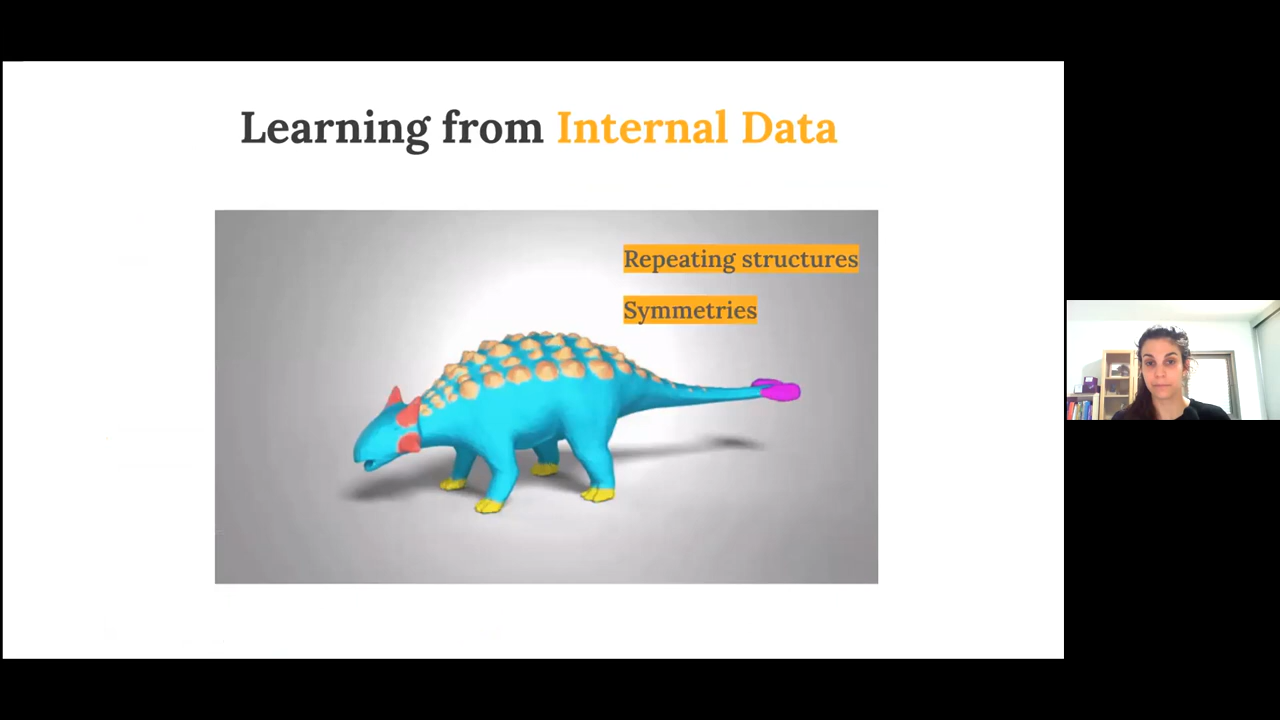 Learning from Internal Data
Repeating structures
Symmetries